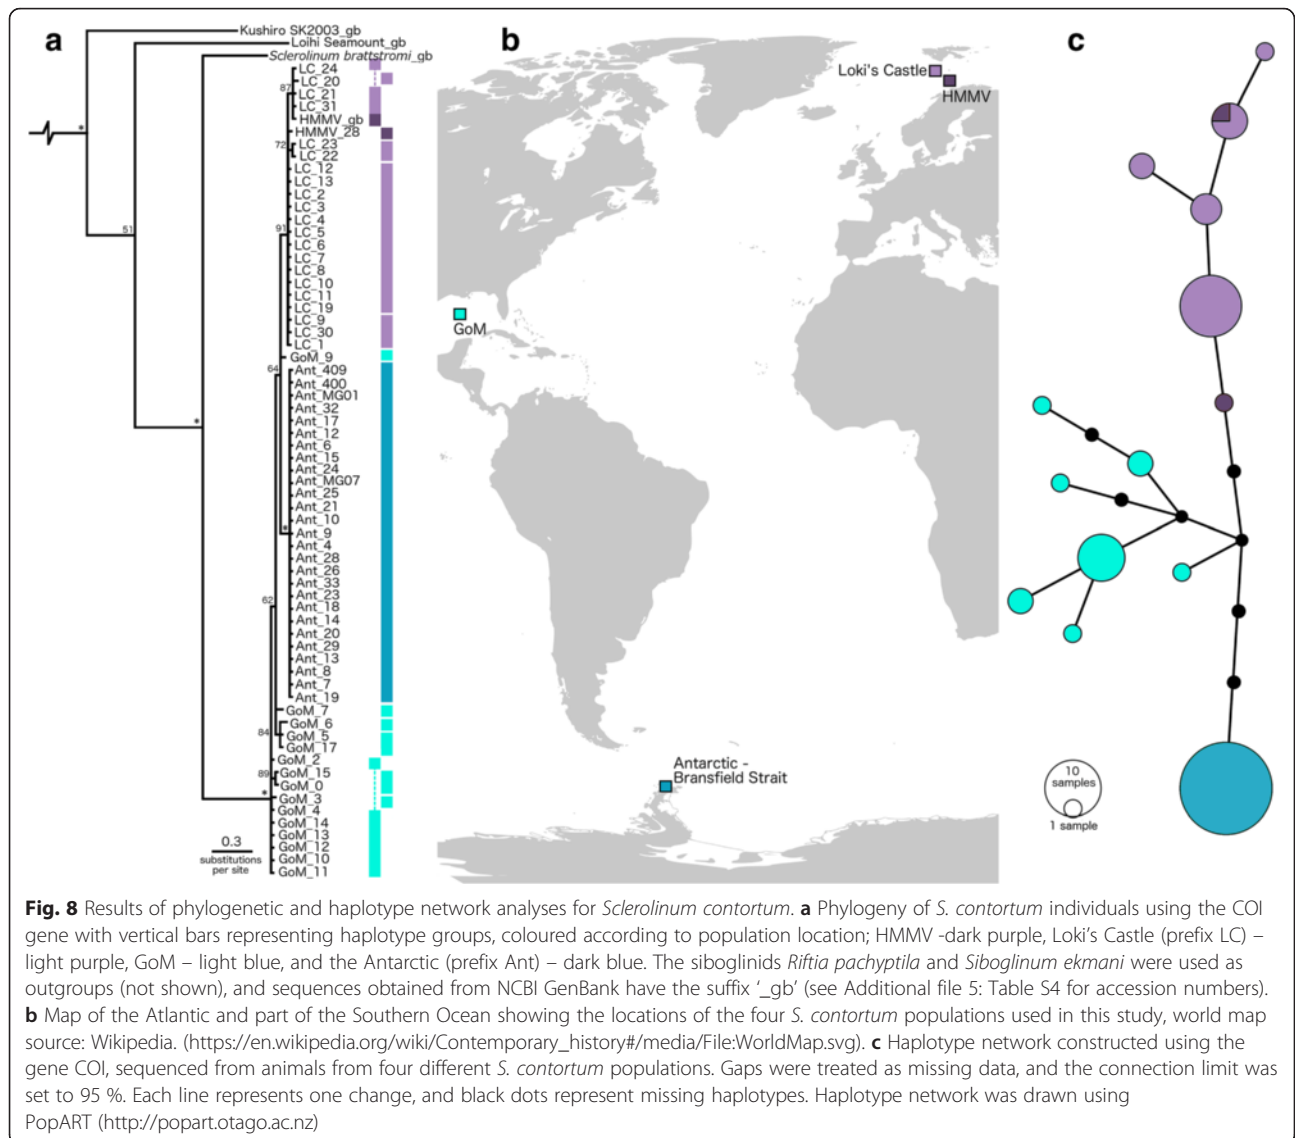 a
Kushiro SK2003_gb
Loihi Seamount_gb
Sclerolinum brattstromi_gb
LC_24
LC_20
87
LC_21
LC_31
HMMV_gb
*
HMMV_28
72
LC_23
LC_22
LC_12
LC_13
LC_2
LC_3
LC_4
91
LC_5
51
LC_6
LC_7
LC_8
LC_10
LC_11
LC_19
LC_9
LC_30
LC_1
GoM_9
64
Ant_409
Ant_400
Ant_MG01
Ant_32
*
Ant_17
Ant_12
Ant_6
Ant_15
Ant_24
Ant_MG07
Ant_25
Ant_21
Ant_10
*
Ant_9
Ant_4
Ant_28
Ant_26
Ant_33
Ant_23
62
Ant_18
Ant_14
Ant_20
Ant_29
Ant_13
Ant_8
Ant_7
Ant_19
GoM_7
GoM_6
84
GoM_5
GoM_17
GoM_2
89
GoM_15
GoM_0
*
GoM_3
GoM_4
GoM_14
GoM_13
GoM_12
GoM_10
GoM_11
0.3
substitutions
per site
b
Loki's Castle
HMMV
GoM
Antarctic -
Bransfield Strait
c
10
samples
1 sample
Fig. 8 Results of phylogenetic and haplotype network analyses for Sclerolinum contortum. a Phylogeny of S. contortum individuals using the COI
gene with vertical bars representing haplotype groups, coloured according to population location; HMMV -dark purple, Loki’s Castle (prefix LC) –
light purple, GoM – light blue, and the Antarctic (prefix Ant) – dark blue. The siboglinids Riftia pachyptila and Siboglinum ekmani were used as
outgroups (not shown), and sequences obtained from NCBI GenBank have the suffix ‘_gb’ (see Additional file 5: Table S4 for accession numbers).
b Map of the Atlantic and part of the Southern Ocean showing the locations of the four S. contortum populations used in this study, world map
source: Wikipedia. (https://en.wikipedia.org/wiki/Contemporary_history#/media/File:WorldMap.svg). c Haplotype network constructed using the
gene COI, sequenced from animals from four different S. contortum populations. Gaps were treated as missing data, and the connection limit was
set to 95 %. Each line represents one change, and black dots represent missing haplotypes. Haplotype network was drawn using
PopART (http://popart.otago.ac.nz)